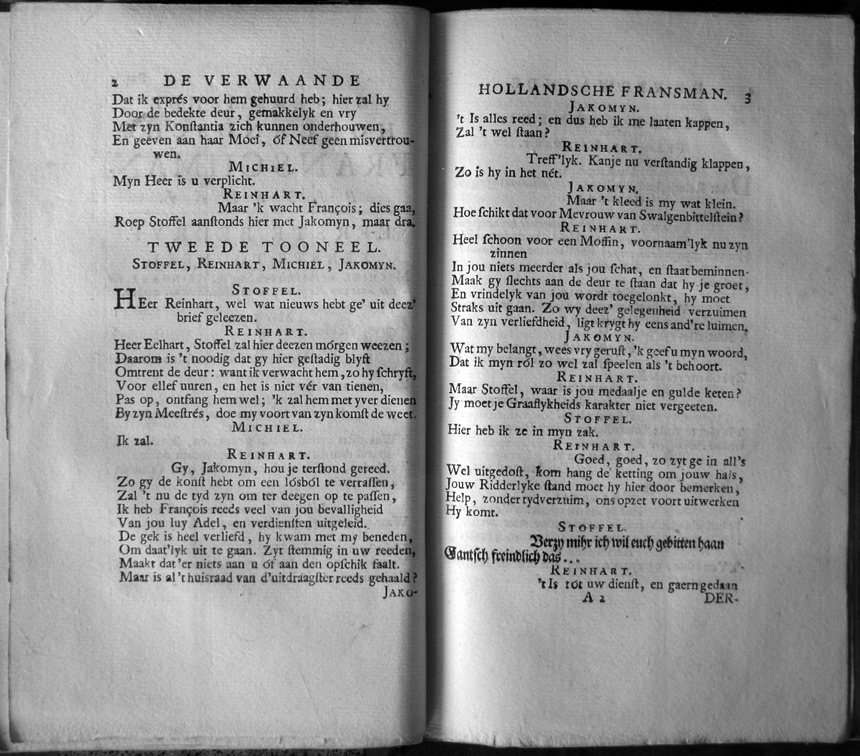 2 DE VERWAANDE
Dat ik exprés voor hem gehuurd heb; hier zal hy
Door de bedekte deur, gemakkelyk en vry
Met zyn Konſtantia zich kunnen onderhouwen,
En geeven aan haar Moei, óf Neef geen misvertrou-
wen.
MICHIEL.
Myn Heer is u verplicht.
REINHART.
Maar 'k wacht François; dies gaa,
Roep Stoffel aanſtonds hier met Jakomyn, maar dra.
TWEEDE TOONEEL.
STOFFEL, REINHART, MICHIEL, JAKOMYN.
STOFFEL.
HEer Reinhart, wel wat nieuws hebt ge' uit deez'
brief geleezen.
REINHART.
Heer Eelhart, Stoffel zal hier deezen mórgen weezen;
Daarom is 't noodig dat gy hier geſtadig blyft
Omtrent de deur: want ik verwacht hem, zo hy ſchryft,
Voor ellef uuren, en het is niet vér van tienen,
Pas op, ontfang hem wel; 'k zal hem met yver dienen
By zyn Meeſtrés, doe my voort van zyn komſt de weet.
MICHIEL.
Ik zal.
REINHART.
Gy, Jakomyn, hou je terſtond gereed.
Zo gy de konſt hebt om een lósból te verraſſen,
Zal 't nu de tyd zyn om ter deegen op te paſſen,
Ik heb François reeds veel van jou bevalligheid
Van jou luy Adel, en verdienſten uitgeleid.
De gek is heel verliefd, hy kwam met my beneden,
Om daat'lyk uit te gaan. Zyt ſtemmig in uw reeden,
Maakt dat'er niets aan u óf aan den opſchik faalt.
Maar is al 't huisraad van d'uitdraagſter reeds gehaald?
JAKO-
HOLLANDSCHE FRANSMAN. 3
JAKOMYN.
't Is alles reed; en dus heb ik me laaten kappen,
Zal 't wel ſtaan?
REINHART.
Treff'lyk. Kanje nu verſtandig klappen,
Zo is hy in het nét.
JAKOMYN.
Maar 't kleed is my wat klein.
Hoe ſchikt dat voor Mevrouw van Swalgenbittelſtein?
REINHART.
Heel ſchoon voor een Moffin, voornaam'lyk nu zyn
zinnen
In jou niets meerder als jou ſchat, en ſtaat beminnen.
Maak gy ſlechts aan de deur te ſtaan dat hy je groet,
En vrindelyk van jou wordt toegelonkt, hy moet
Straks uit gaan. Zo wy deez' gelegenheid verzuimen
Van zyn verliefdheid, ligt krygt hy eens and're luimen.
JAKOMYN.
Wat my belangt, wees vry geruſt, 'k geef u myn woord,
Dat ik myn ról zo wel zal ſpeelen als 't behoort.
REINHART.
Maar Stoffel, waar is jou medaalje en gulde keten?
Jy moet je Graaflykheids karakter niet vergeeten.
STOFFEL.
Hier heb ik ze in myn zak.
REINHART.
Goed, goed, zo zyt ge in all's
Wel uitgedoſt, kom hang de ketting om jouw hals,
Jouw Ridderlyke ſtand moet hy hier door bemerken,
Help, zonder tydverzuim, ons opzet voort uitwerken
Hy komt.
STOFFEL.
Verzy mihr ich wil euch gebitten haan
Gantſch freindlich das...
REINHART.
't Is tót uw dienſt, en gaern gedaan
A 2 DER-